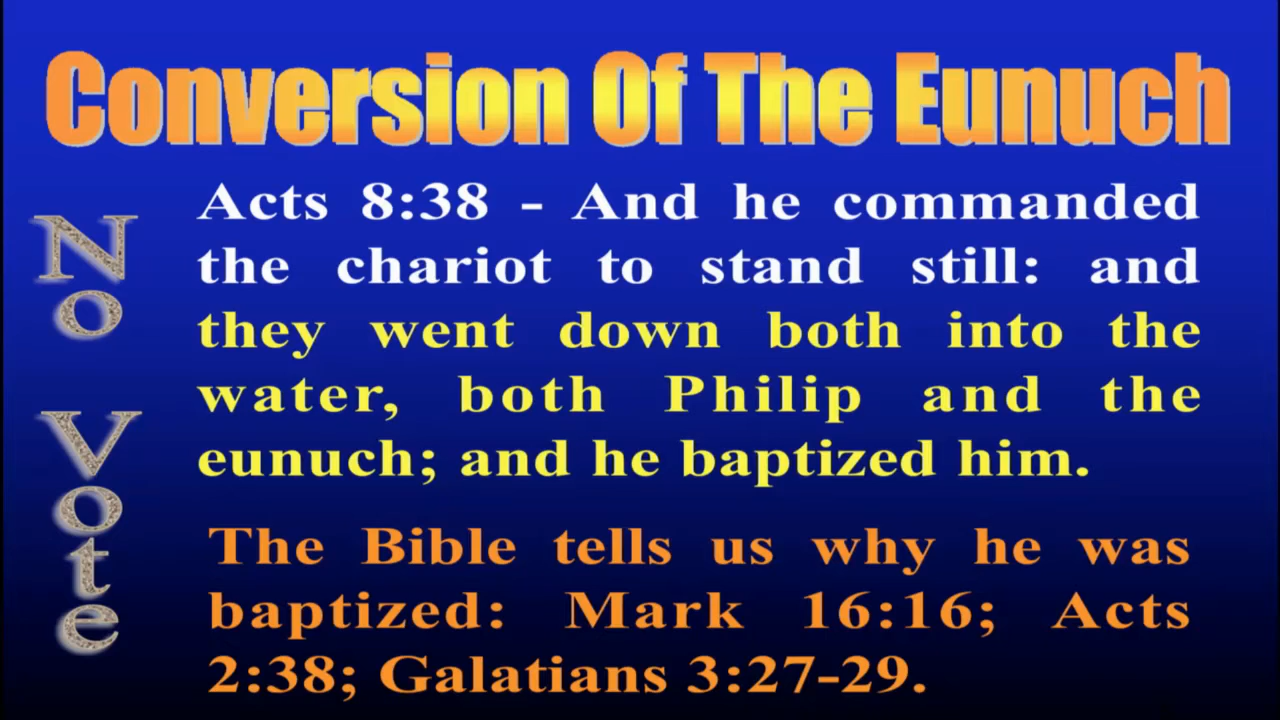 Conversion Of The Eunuch
No Vote
Acts 8:38 - And he commanded
the chariot to stand still: and
they went down both into the
water, both Philip and the
eunuch; and he baptized him.
The Bible tells us why he was
baptized: Mark 16:16; Acts
2:38; Galatians 3:27-29.